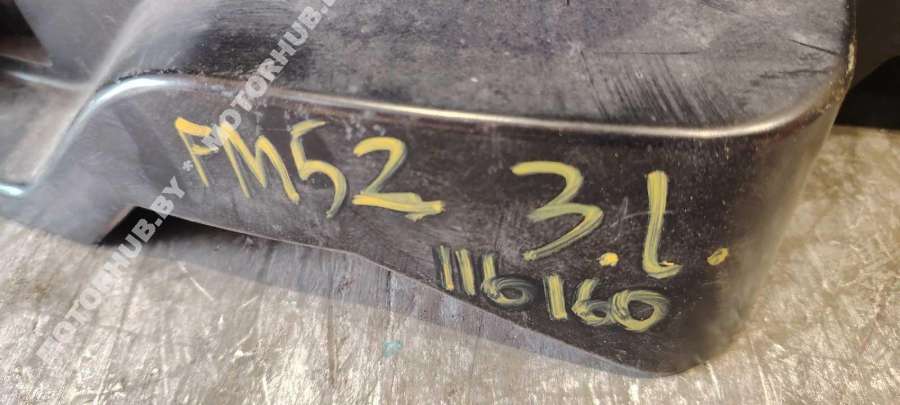 FM52 3.L.
116160
MOTORHUB.BY * MOTORHUB.BY